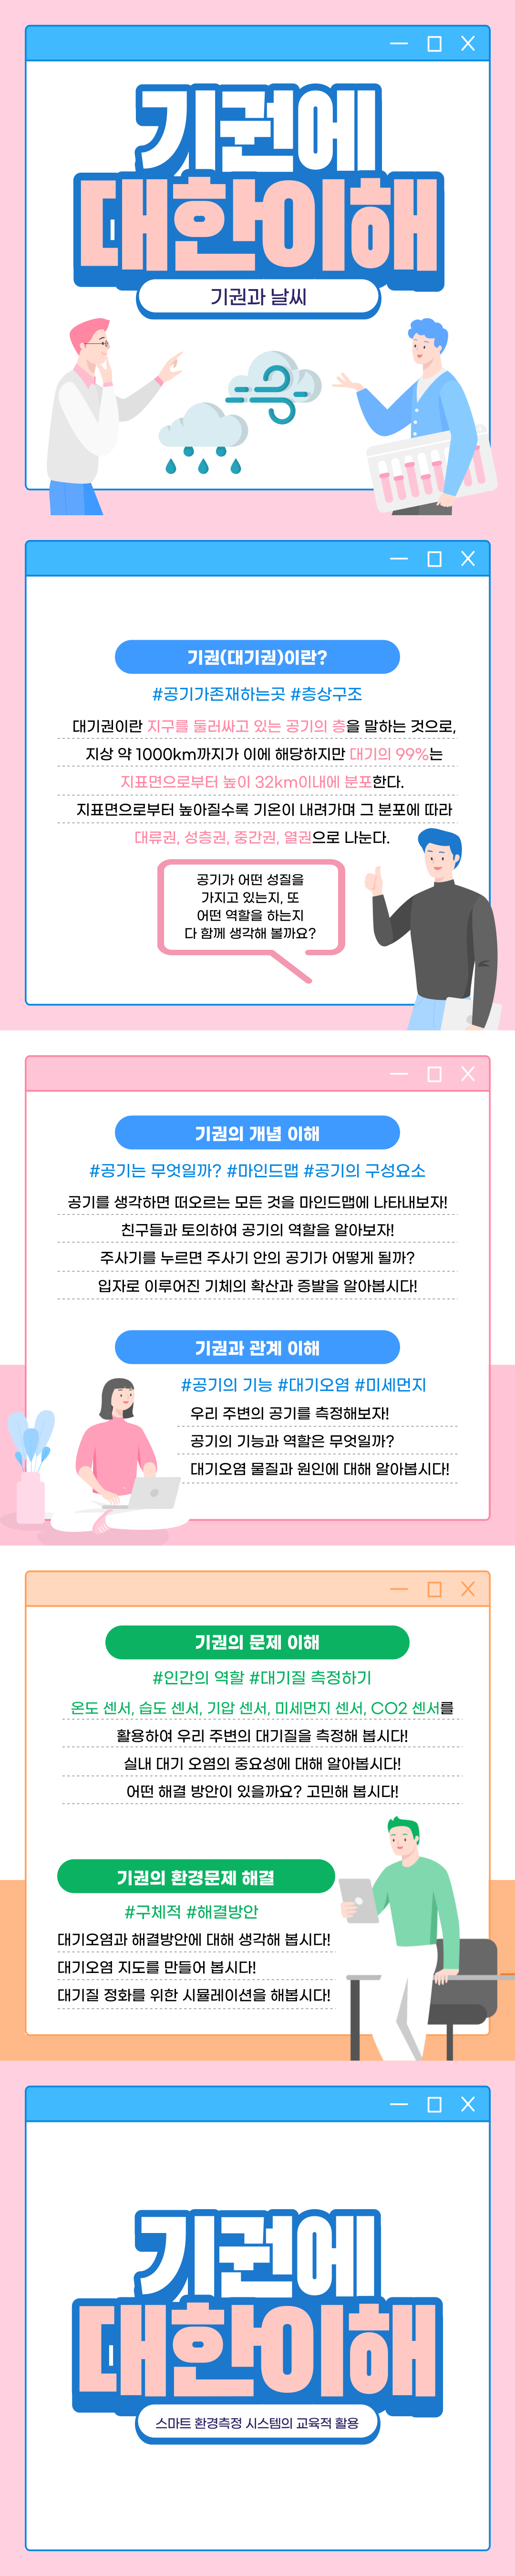 기권에
대한이해
기권과 날씨
기권(대기권)이란?
#공기가존재하는곳 #층상구조
대기권이란 지구를 둘러싸고 있는 공기의 층을 말하는 것으로,
지상 약 1000km까지가 이에 해당하지만 대기의 99%는
지표면으로부터 높이 32km이내에 분포한다.
지표면으로부터 높아질수록 기온이 내려가며 그 분포에 따라
대류권, 성층권, 중간권, 열권으로 나눈다.
공기가 어떤 성질을
가지고 있는지, 또
어떤 역할을 하는지
다 함께 생각해 볼까요?
기권의 개념 이해
#공기는 무엇일까? #마인드맵 #공기의 구성요소
공기를 생각하면 떠오르는 모든 것을 마인드맵에 나타내보자!
친구들과 토의하여 공기의 역할을 알아보자!
주사기를 누르면 주사기 안의 공기가 어떻게 될까?
입자로 이루어진 기체의 확산과 증발을 알아봅시다!
기권과 관계 이해
#공기의 기능 #대기오염 #미세먼지
우리 주변의 공기를 측정해보자!
공기의 기능과 역할은 무엇일까?
대기오염 물질과 원인에 대해 알아봅시다!
기권의 문제 이해
#인간의 역할 #대기질 측정하기
온도 센서, 습도 센서, 기압 센서, 미세먼지 센서, CO2 센서를
활용하여 우리 주변의 대기질을 측정해 봅시다!
실내 대기 오염의 중요성에 대해 알아봅시다!
어떤 해결 방안이 있을까요? 고민해 봅시다!
기권의 환경문제 해결
#구체적 #해결방안
대기오염과 해결방안에 대해 생각해 봅시다!
대기오염 지도를 만들어 봅시다!
대기질 정화를 위한 시뮬레이션을 해봅시다!
기권에
대한이해
스마트 환경측정 시스템의 교육적 활용